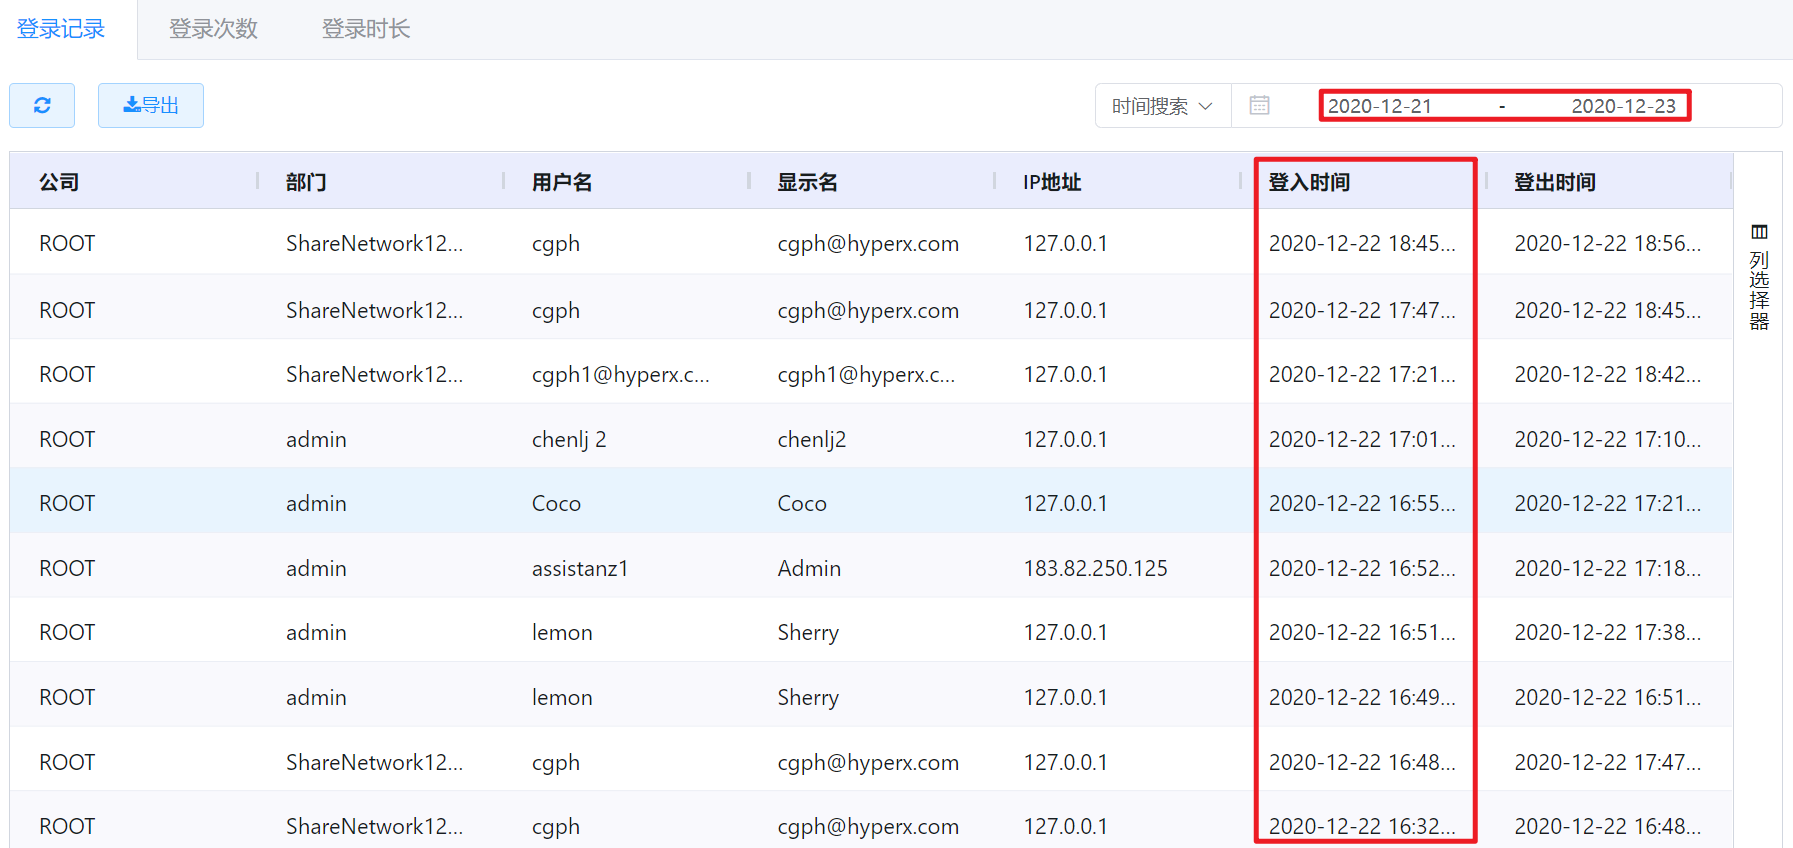 登录记录 登录次数 登录时长
导出 时间搜索 2020-12-21 - 2020-12-23
公司 部门 用户名 显示名 IP地址 登入时间 登出时间
ROOT ShareNetwork12... cgph cgph@hyperx.com 127.0.0.1 2020-12-22 18:45... 2020-12-22 18:56...
ROOT ShareNetwork12... cgph cgph@hyperx.com 127.0.0.1 2020-12-22 17:47... 2020-12-22 18:45...
ROOT ShareNetwork12... cgph1@hyperx.c... cgph1@hyperx.c... 127.0.0.1 2020-12-22 17:21... 2020-12-22 18:42...
ROOT admin chenlj 2 chenlj2 127.0.0.1 2020-12-22 17:01... 2020-12-22 17:10...
ROOT admin Coco Coco 127.0.0.1 2020-12-22 16:55... 2020-12-22 17:21...
ROOT admin assistanz1 Admin 183.82.250.125 2020-12-22 16:52... 2020-12-22 17:18...
ROOT admin lemon Sherry 127.0.0.1 2020-12-22 16:51... 2020-12-22 17:38...
ROOT admin lemon Sherry 127.0.0.1 2020-12-22 16:49... 2020-12-22 16:51...
ROOT ShareNetwork12... cgph cgph@hyperx.com 127.0.0.1 2020-12-22 16:48... 2020-12-22 17:47...
ROOT ShareNetwork12... cgph cgph@hyperx.com 127.0.0.1 2020-12-22 16:32... 2020-12-22 16:48...
列选择器